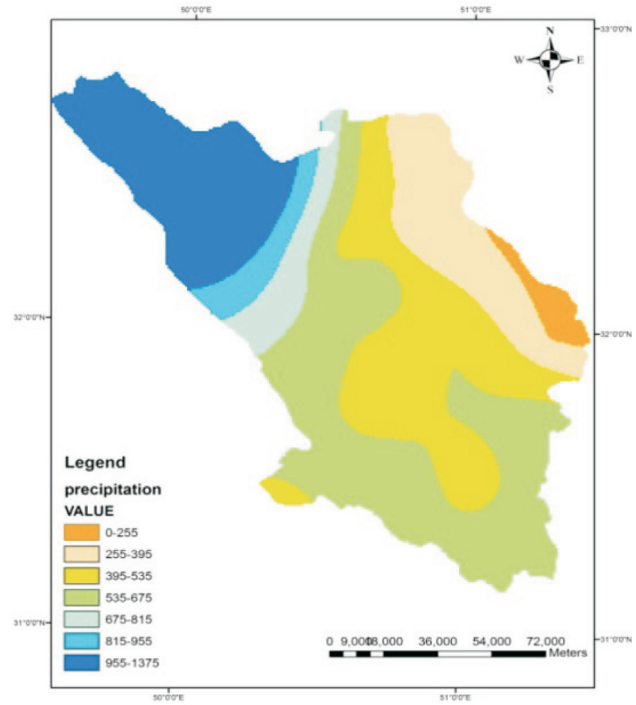 50°0'0"E 51°0'0"E
33°0'0"N
N
W E
S
32°0'0"N 32°0'0"N
Legend
precipitation
VALUE
0-255
255-395
395-535
535-675
675-815
815-955
955-1375
31°0'0"N 31°0'0"N
0 9,00018,000 36,000 54,000 72,000
Meters
50°0'0"E 51°0'0"E